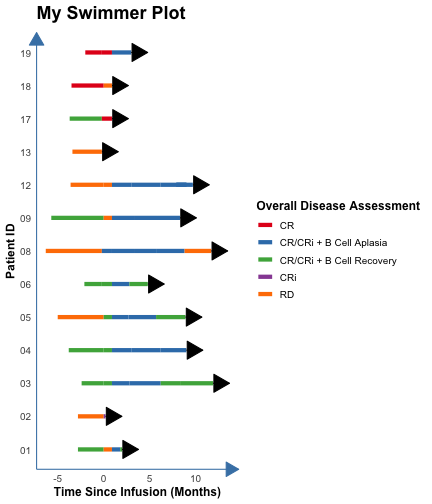 My Swimmer Plot
Patient ID
19
18
17
13
12
09
08
06
05
04
03
02
01
-5 0 5 10
Time Since Infusion (Months)
Overall Disease Assessment
CR
CR/CRi + B Cell Aplasia
CR/CRi + B Cell Recovery
CRi
RD